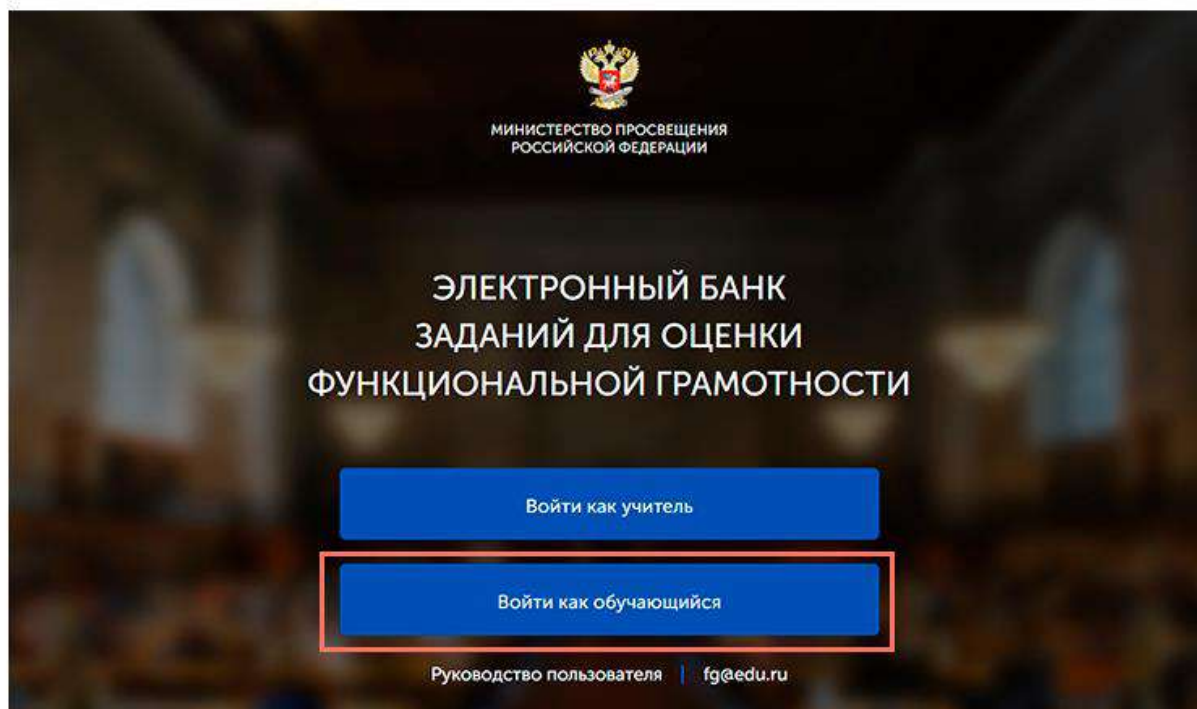 МИНИСТЕРСТВО ПРОСВЕЩЕНИЯ
РОССИЙСКОЙ ФЕДЕРАЦИИ
ЭЛЕКТРОННЫЙ БАНК
ЗАДАНИЙ ДЛЯ ОЦЕНКИ
ФУНКЦИОНАЛЬНОЙ ГРАМОТНОСТИ
Войти как учитель
Войти как обучающийся
Руководство пользователя | fg@edu.ru